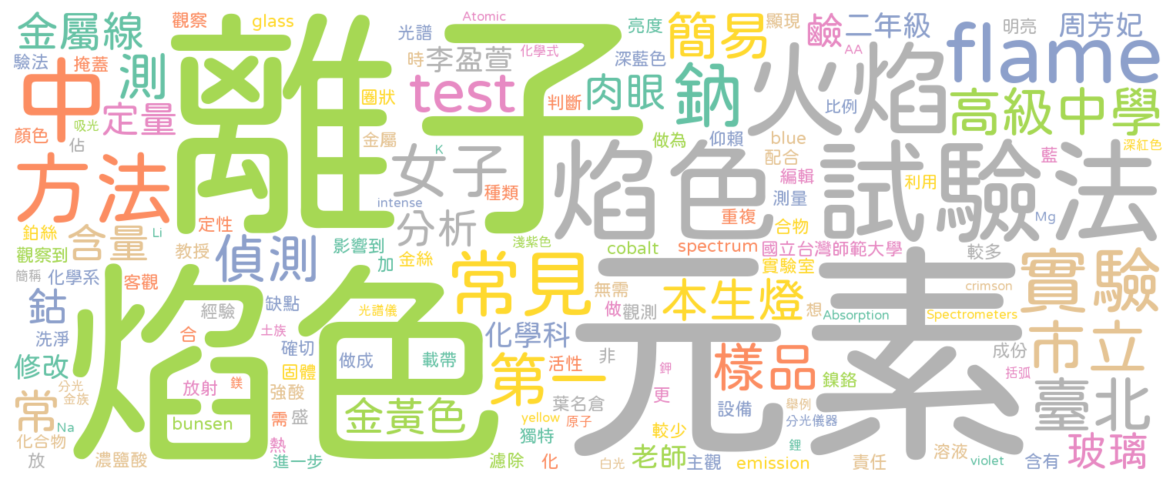 金屬線
觀察
glass
離子
光譜
Atomic
化學式
亮度
簡易
顯現
鹼
二年級
明亮
周芳妃
驗法
掩蓋
中
測
時
李盈萱
深藍色
AA
火焰
flame
圈狀
test
判斷
肉眼
鈉
比例
高級中學
顏色
吸光
定量
佔
金屬
做為
仰賴
blue
深紅色
方法
女子
K
種類
焰色
配合
編輯
試驗法
藍
利用
測量
intense
重複
合物
Mg
鉑絲
Li
定性
分析
淺紫色
含量
教授
偵測
影響到
加
金絲
cobalt
spectrum
國立台灣師範大學
較多
觀察到
簡稱
化學系
客觀
常見
無需
實驗室
crimson
實驗
鈷
經驗
缺點
光譜儀
做
觀測
本生燈
想
Absorption
Spectrometers
焰色
元素
洗淨
合
土族
確切
化學科
市立
修改
做成
載帶
第一
活性
非
樣品
鎳鉻
成份
括弧
分光
金族
放射
鎂
固體
強酸
鉀
更
臺北
常
Na
bunsen
需
盛
金黃色
葉名倉
設備
舉例
分光儀器
yellow
原子
化合物
熱
獨特
較少
鋰
玻璃
放
濃鹽酸
進一步
濾除
化
白光
老師
主觀
emission
責任
溶液
violet
含有